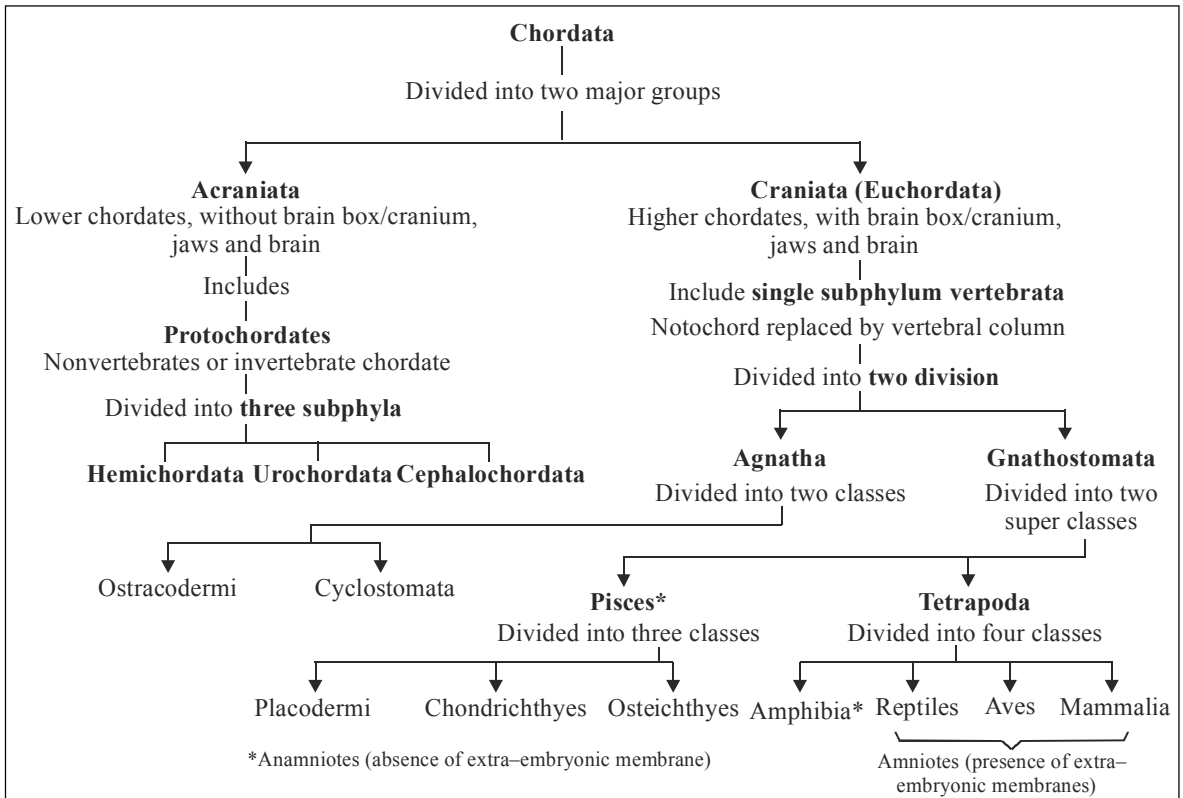 Chordata
Divided into two major groups
Acraniata
Lower chordates, without brain box/cranium,
jaws and brain
Includes
Protochordates
Nonvertebrates or invertebrate chordate
Divided into three subphyla
Hemichordata Urochordata Cephalochordata
Craniata (Euchordata)
Higher chordates, with brain box/cranium,
jaws and brain
Include single subphylum vertebrata
Notochord replaced by vertebral column
Divided into two division
Agnatha
Divided into two classes
Gnathostomata
Divided into two
super classes
Ostracodermi
Cyclostomata
Pisces*
Divided into three classes
Tetrapoda
Divided into four classes
Placodermi
Chondrichthyes
Osteichthyes
Amphibia*
Reptiles
Aves
Mammalia
*Anamniotes (absence of extra–embryonic membrane)
Amniotes (presence of extra–
embryonic membranes)